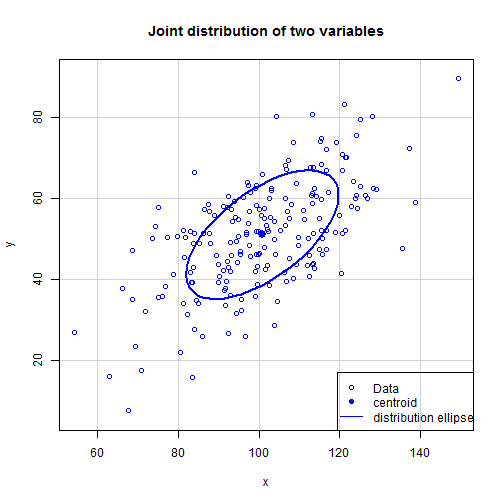 Joint distribution of two variables
80
60
40
20
y
60
80
100
120
140
x
Data
centroid
distribution ellipse